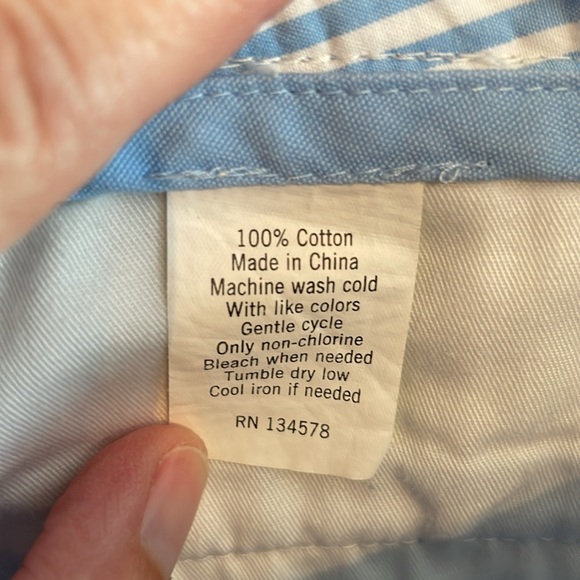 100% Cotton
Made in China
Machine wash cold
With like colors
Gentle cycle
Only non-chlorine
Bleach when needed
Tumble dry low
Cool iron if needed
RN 134578